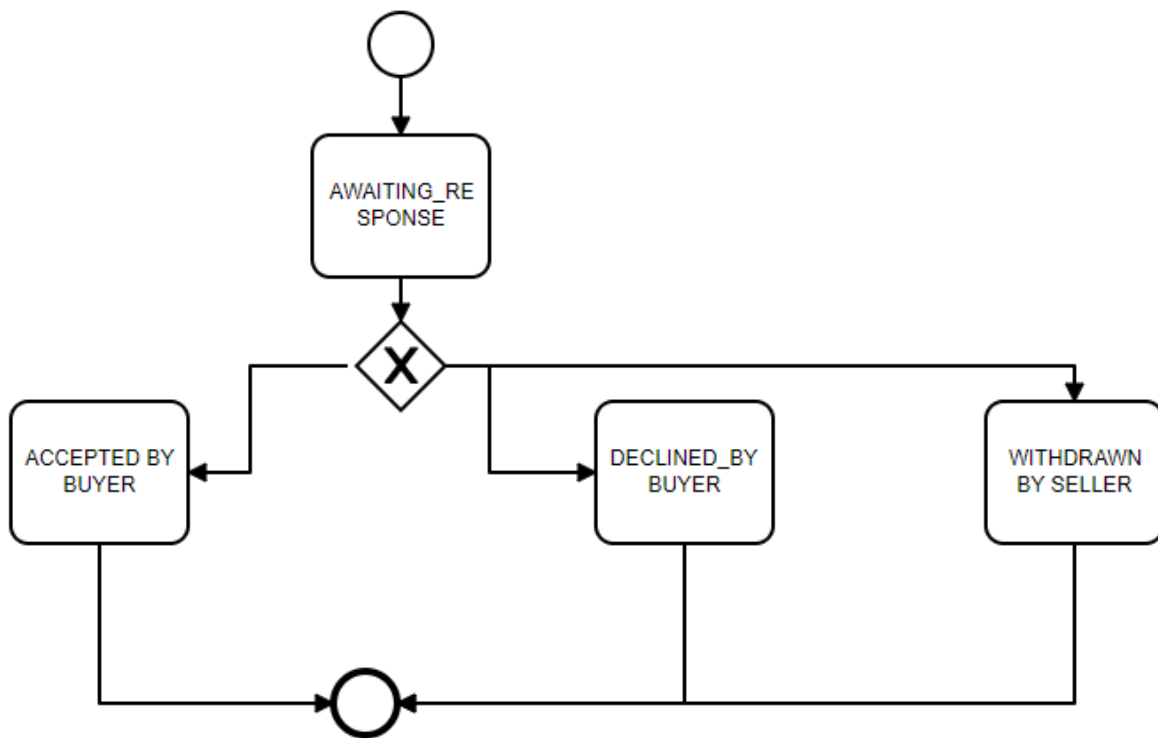 AWAITING_RE
SPONSE
X
ACCEPTED BY
BUYER
DECLINED_BY
BUYER
WITHDRAWN
BY SELLER